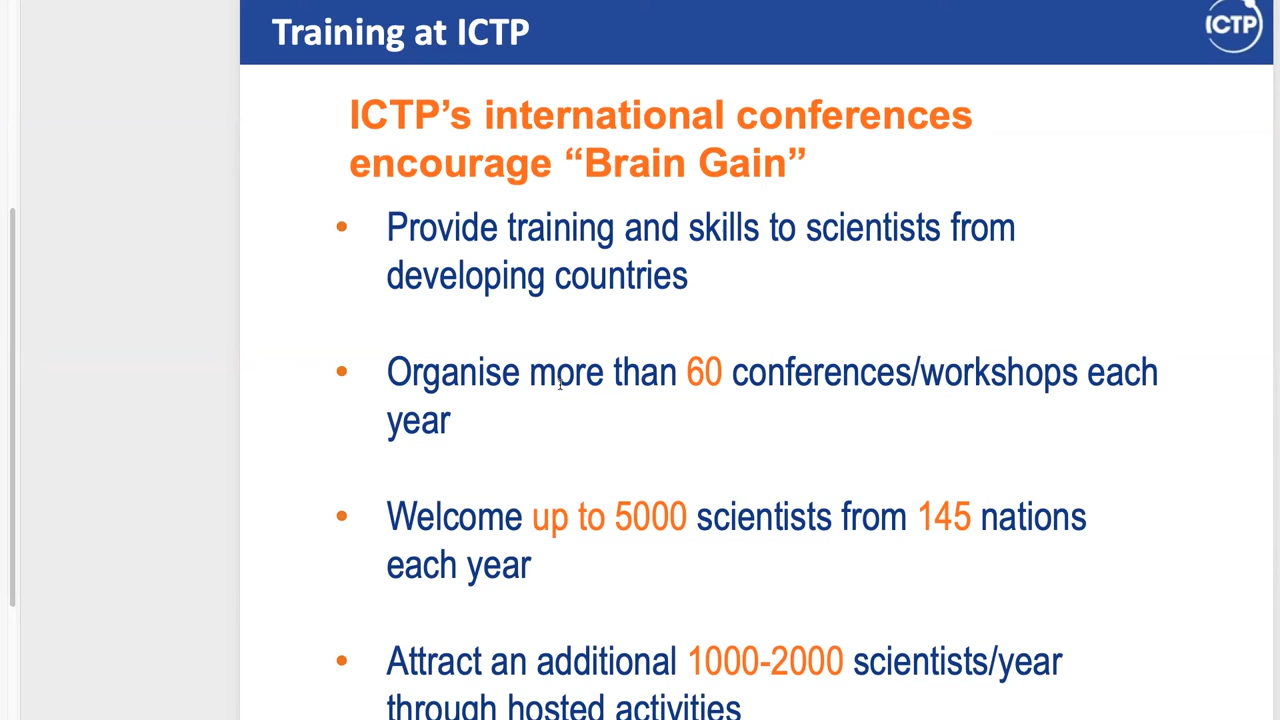 Training at ICTP
ICTP
ICTP’s international conferences
encourage “Brain Gain”
• Provide training and skills to scientists from
developing countries
• Organise more than 60 conferences/workshops each
year
• Welcome up to 5000 scientists from 145 nations
each year
• Attract an additional 1000-2000 scientists/year
through hosted activities